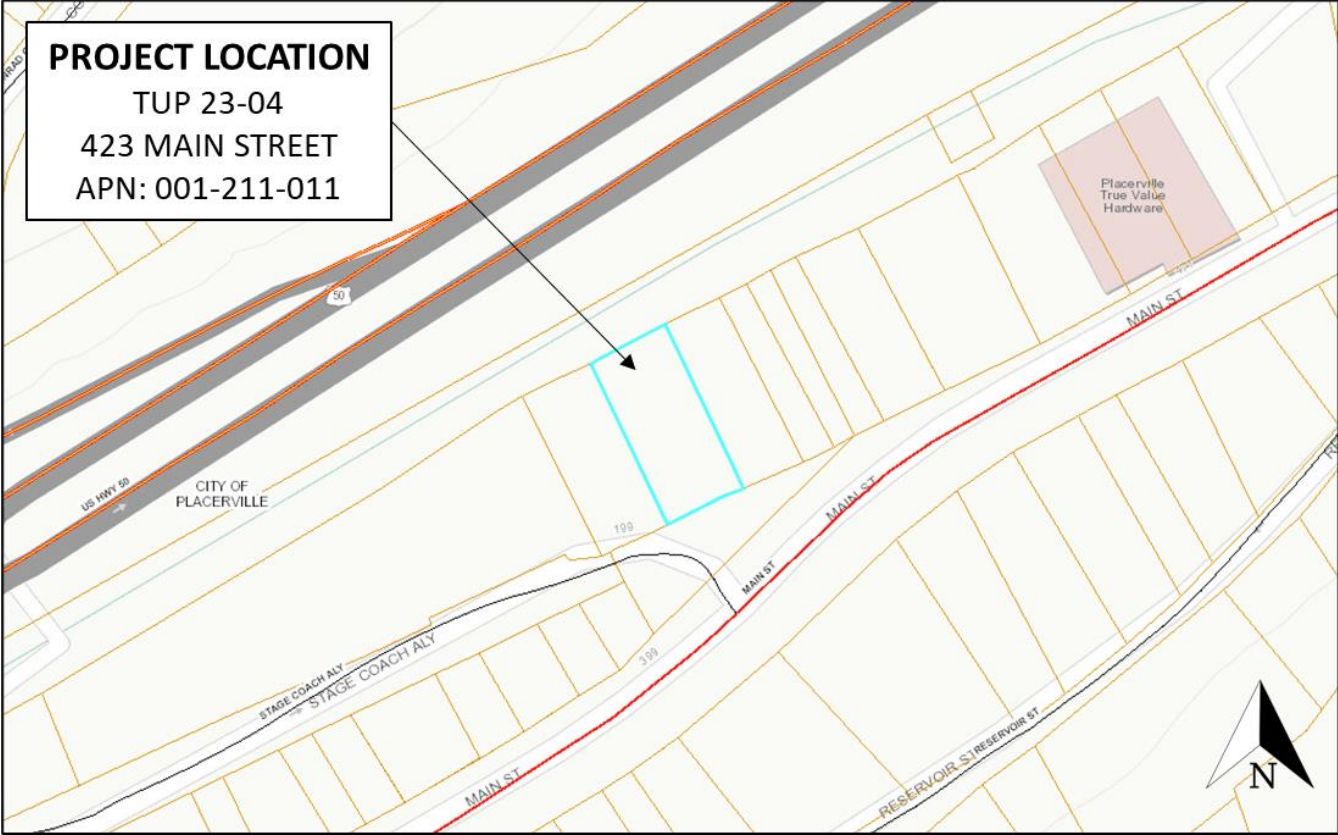 PROJECT LOCATION
TUP 23-04
423 MAIN STREET
APN: 001-211-011
Placerville
True Value
Hardware
50
MAIN ST
CITY OF
PLACERVILLE
US HWY 50
MAIN ST
199
MAIN ST
399
STAGE COACH ALY
STAGE COACH ALY
RESERVOIR ST
RESERVOIR ST
MAIN ST
N